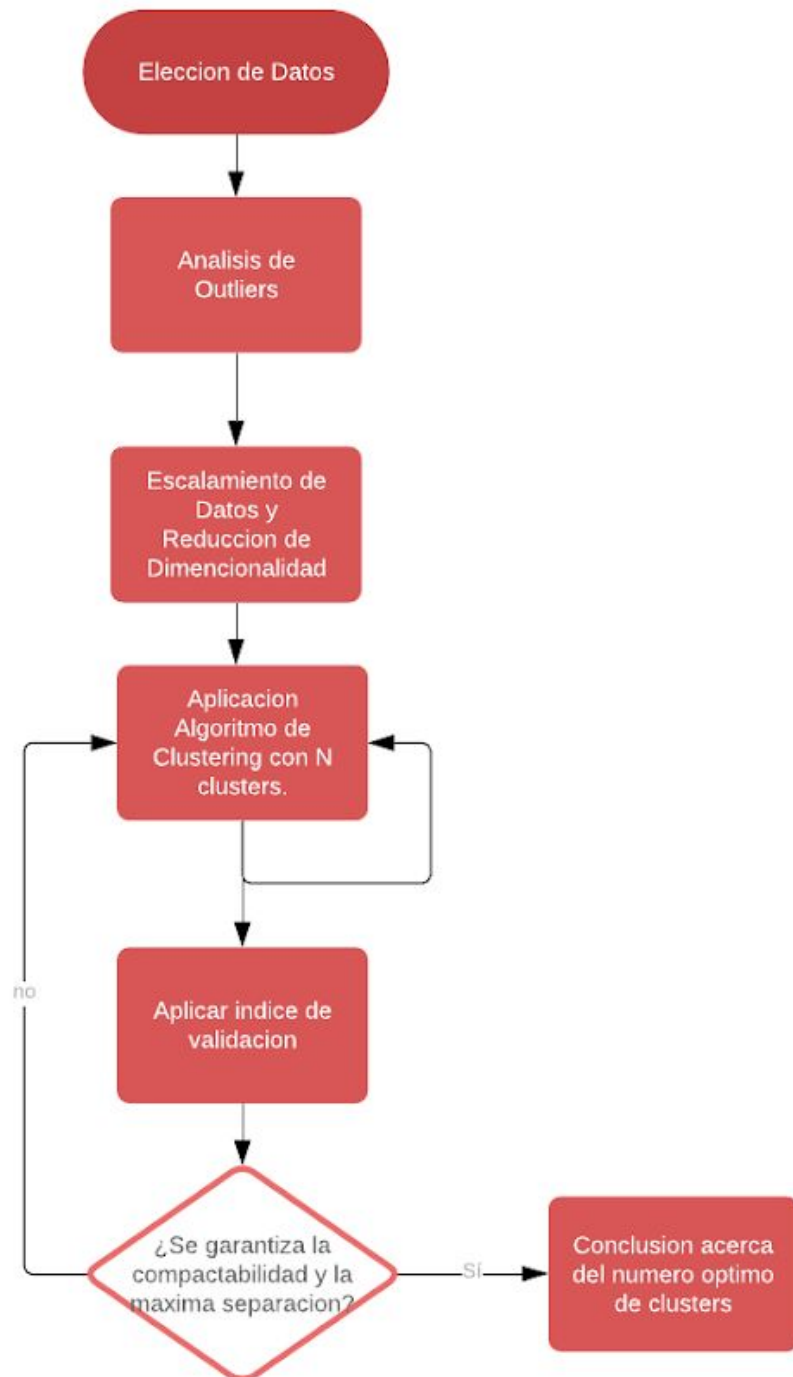 Eleccion de Datos
Analisis de
Outliers
Escalamiento de
Datos y
Reduccion de
Dimencionalidad
Aplicacion
Algoritmo de
Clustering con N
clusters.
no
Aplicar indice de
validacion
¿Se garantiza la
compactabilidad y la
maxima separacion?
Sí
Conclusion acerca
del numero optimo
de clusters